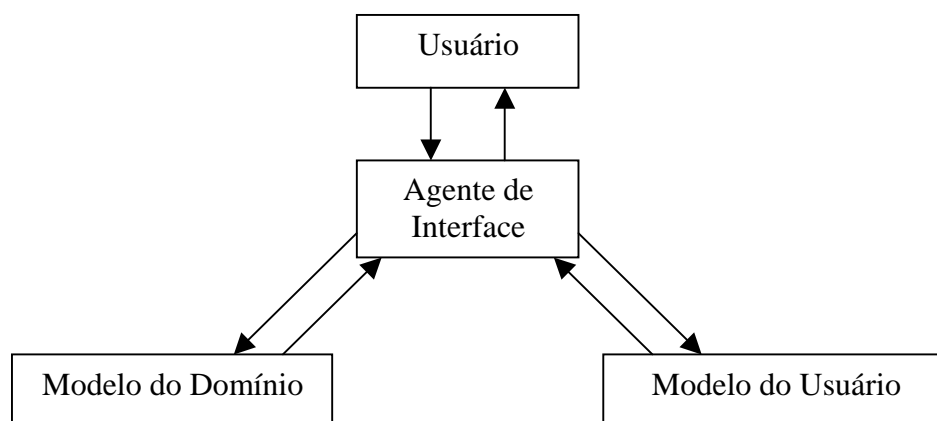 Usuário
Agente de
Interface
Modelo do Domínio
Modelo do Usuário